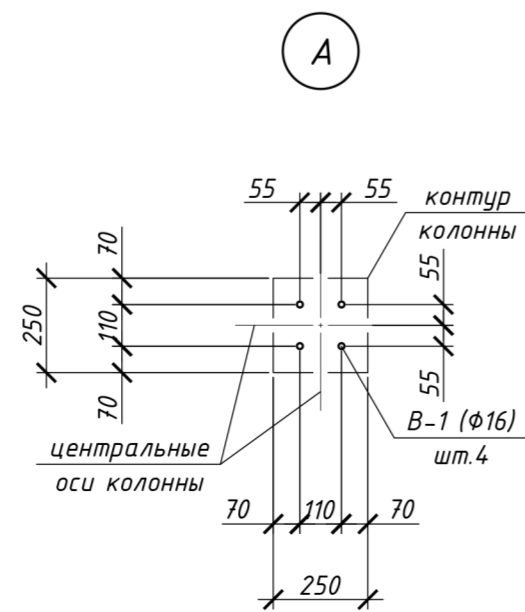 А
55 55
контур
колонны
70
55
250
110
55
70
центральные
оси колонны
В-1 (Ф16)
шт.4
70 110 70
250